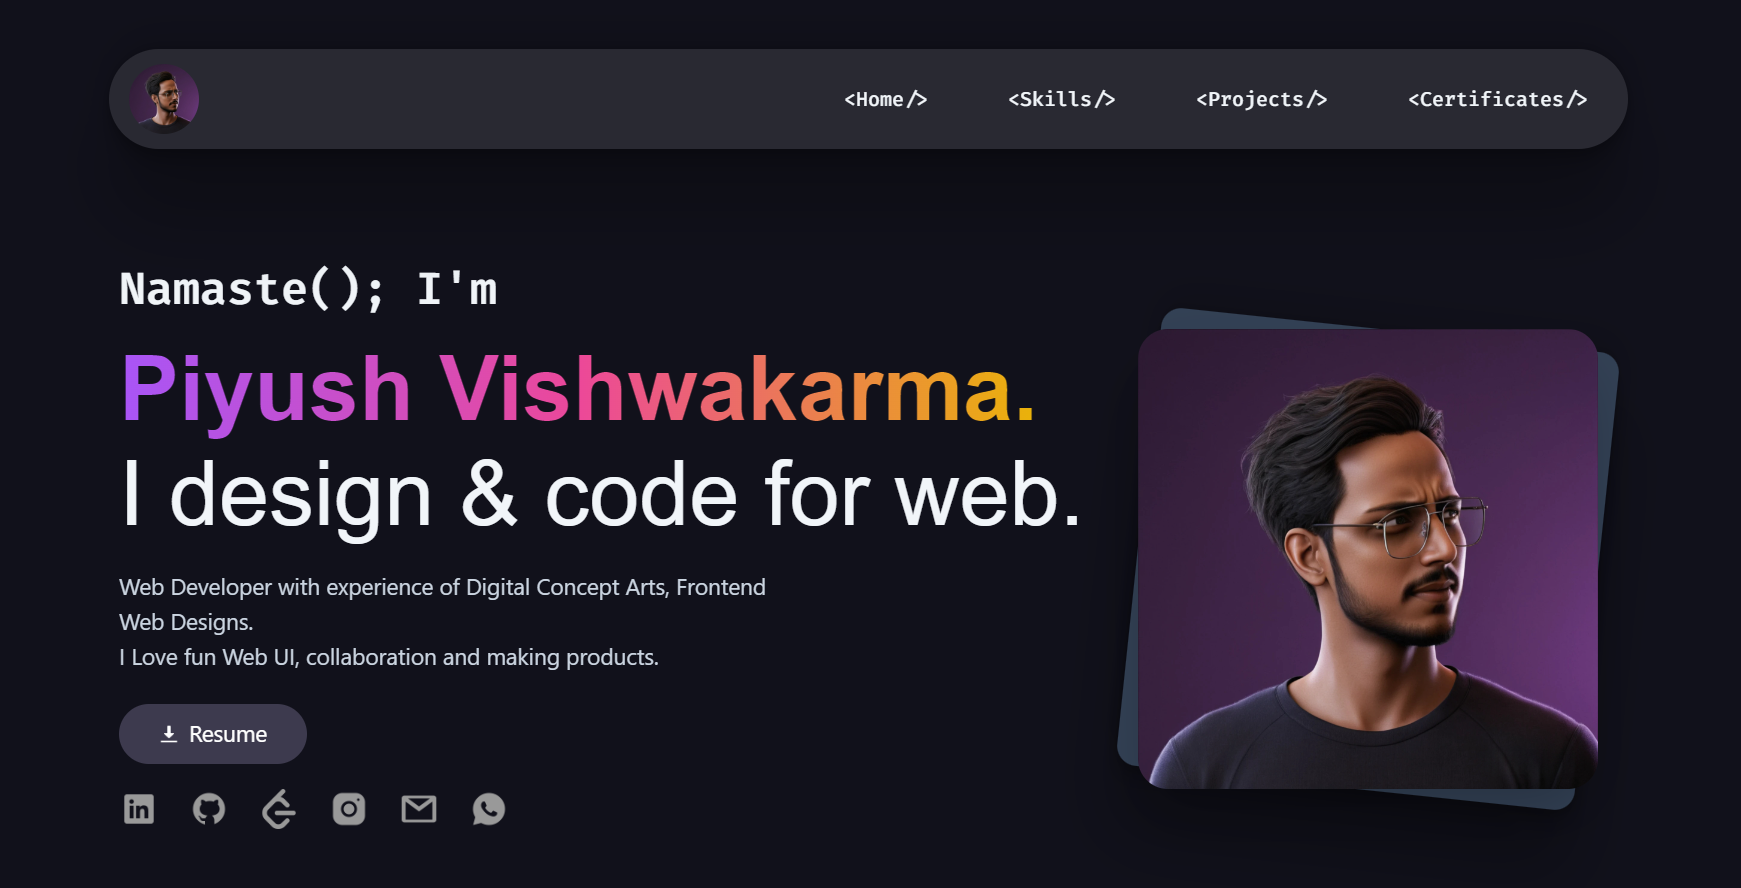 <Home/>
<Skills/>
<Projects/>
<Certificates/>
Namaste(); I'm
Piyush Vishwakarma.
I design & code for web.
Web Developer with experience of Digital Concept Arts, Frontend
Web Designs.
I Love fun Web UI, collaboration and making products.
Resume
in